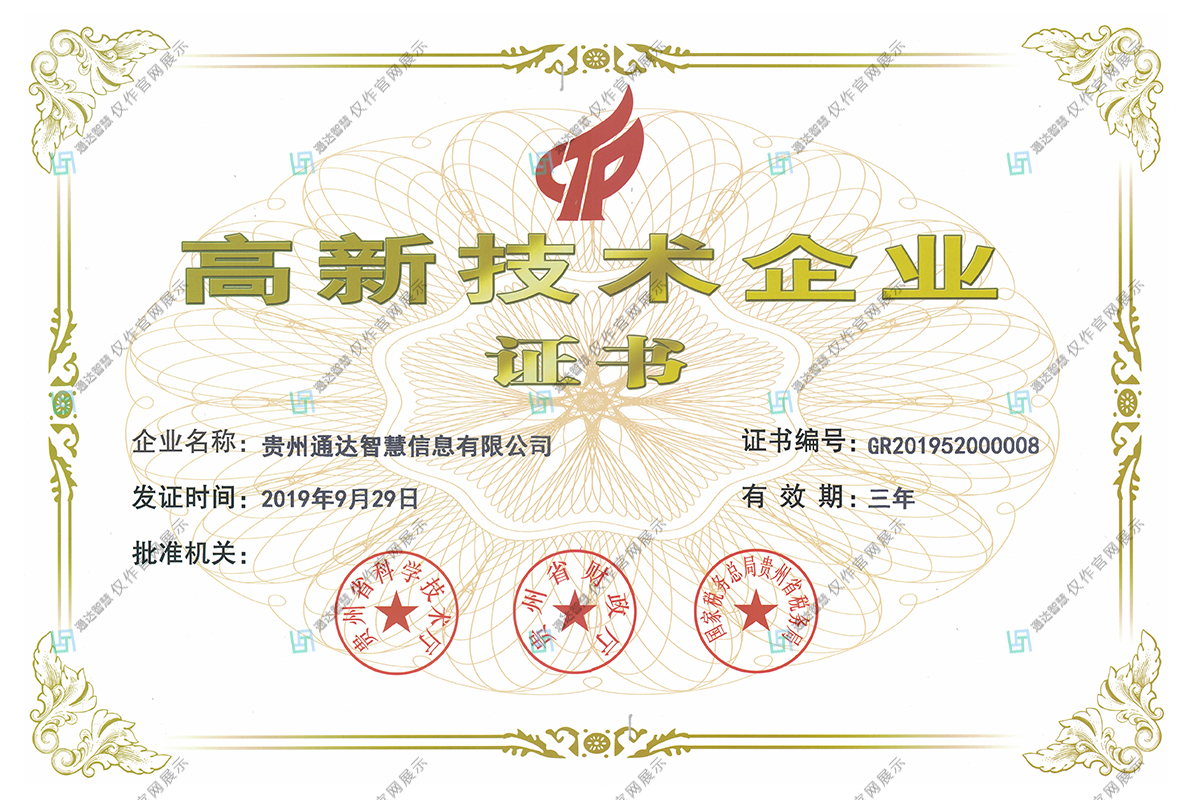 高新技术企业
证书
企业名称：贵州通达智慧信息有限公司
证书编号：GR201952000008
发证时间：2019年9月29日
有效期：三年
批准机关：
贵州省科学技术厅
贵州省财政厅
国家税务总局贵州省税务局
通达智慧 仅作官网展示